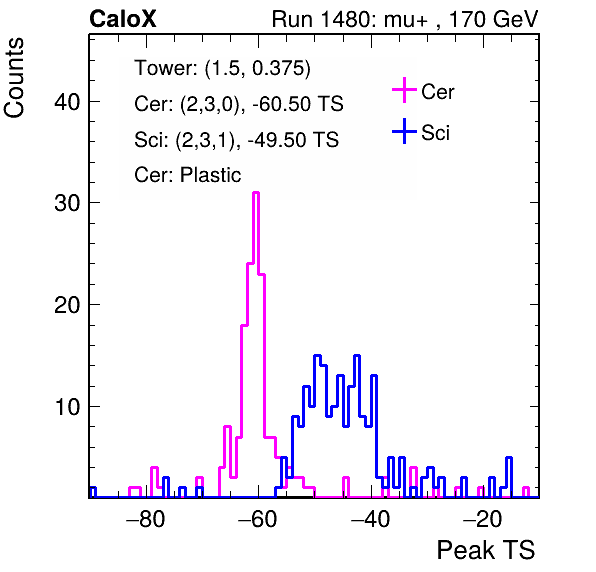 CaloX Run 1480: mu+ , 170 GeV
Counts
Tower: (1.5, 0.375)
Cer: (2,3,0), -60.50 TS
Sci: (2,3,1), -49.50 TS
Cer: Plastic
Cer
Sci
40
30
20
10
−80 −60 −40 −20
Peak TS